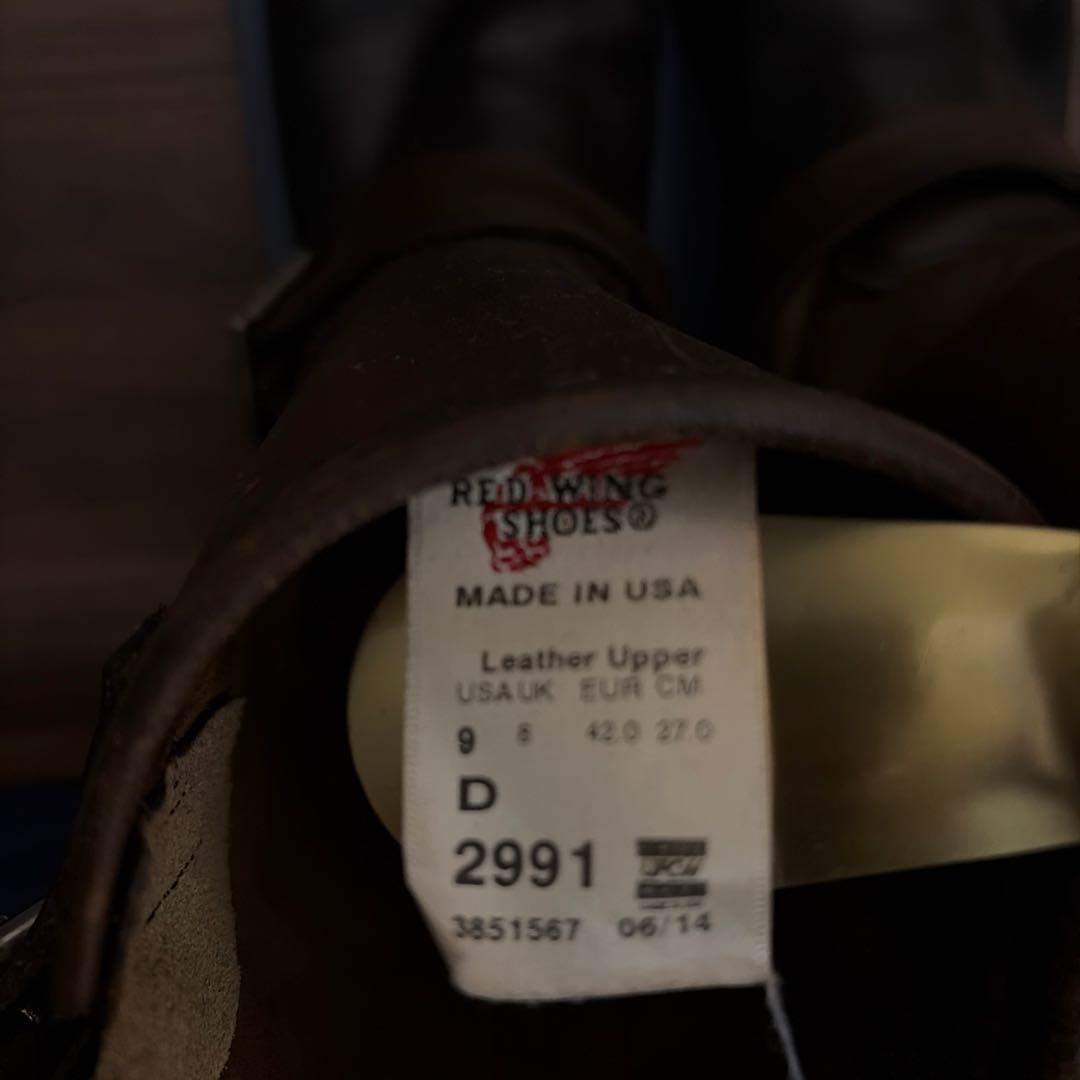 RED WING
SHOES®
MADE IN USA
Leather Upper
USA UK EUR CM
9 8 42.0 27.0
D
2991
UFCW
3851567 06/14